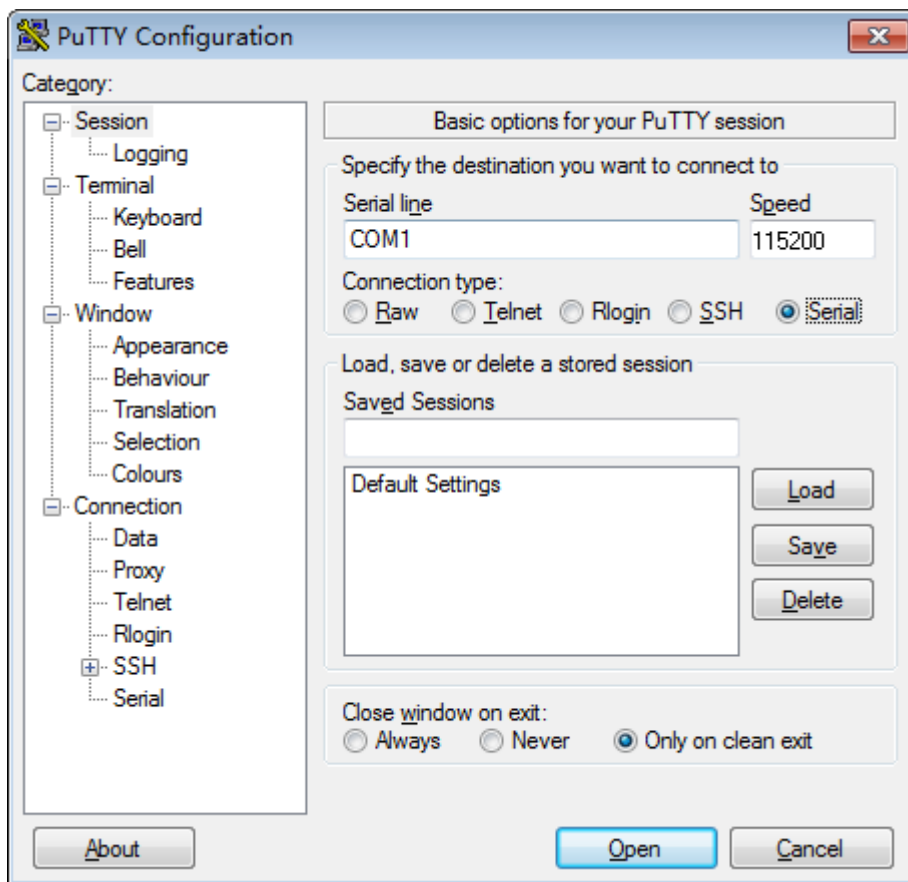 PuTTY Configuration
Category:
Session
Logging
Terminal
Keyboard
Bell
Features
Window
Appearance
Behaviour
Translation
Selection
Colours
Connection
Data
Proxy
Telnet
Rlogin
SSH
Serial
Basic options for your PuTTY session
Specify the destination you want to connect to
Serial line Speed
COM1 115200
Connection type:
Raw Telnet Rlogin SSH Serial
Load, save or delete a stored session
Saved Sessions
Default Settings
Load
Save
Delete
Close window on exit:
Always Never Only on clean exit
About Open Cancel